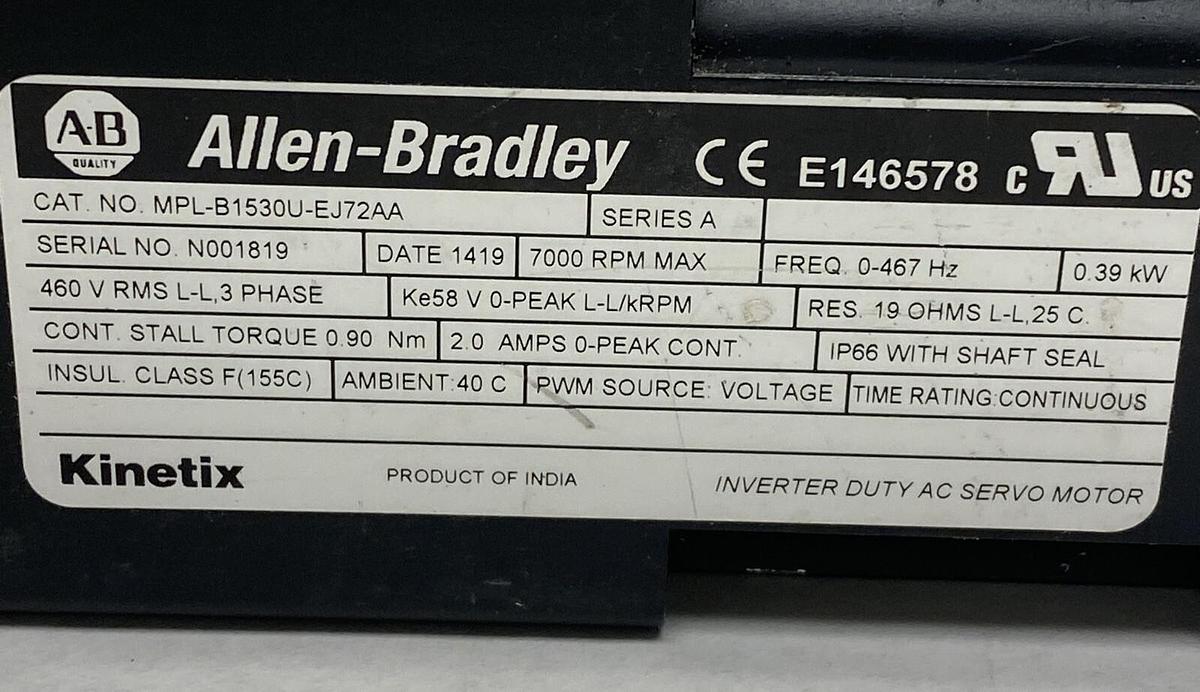 A-B QUALITY Allen-Bradley CE E146578 C RU US
CAT. NO. MPL-B1530U-EJ72AA SERIES A
SERIAL NO. N001819 DATE 1419 7000 RPM MAX FREQ. 0-467 Hz 0.39 kW
460 V RMS L-L,3 PHASE Ke58 V 0-PEAK L-L/kRPM RES. 19 OHMS L-L,25 C.
CONT. STALL TORQUE 0.90 Nm 2.0 AMPS 0-PEAK CONT. IP66 WITH SHAFT SEAL
INSUL. CLASS F(155C) AMBIENT:40 C PWM SOURCE: VOLTAGE TIME RATING:CONTINUOUS
Kinetix PRODUCT OF INDIA INVERTER DUTY AC SERVO MOTOR